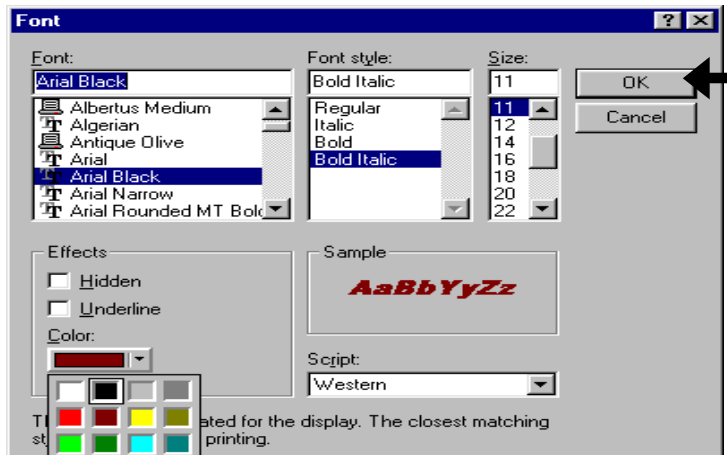 Font
Font: Font style: Size:
Arial Black Bold Italic 11
OK
Cancel
Albertus Medium
Algerian
Antique Olive
Arial
Arial Black
Arial Narrow
Arial Rounded MT
Regular
Italic
Bold
Bold Italic
11
12
14
16
18
20
22
Effects
Hidden
Underline
Color:
Sample
AaBbYyZz
Script:
Western
ated for the display. The closest matching
printing.